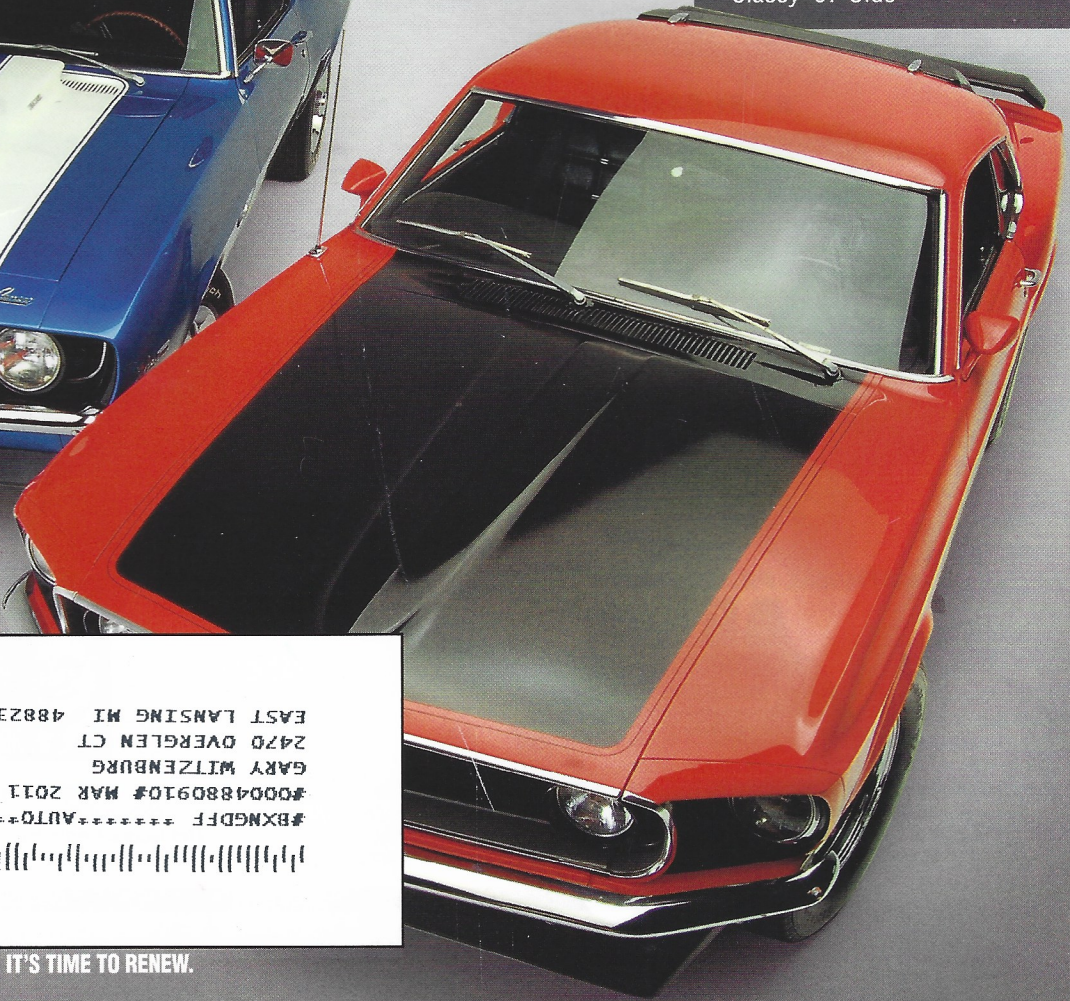 Classy '67 Olds
#BXNGDFF *******AUTO**
#0004880910# MAR 2011
GARY WITZENBURG
2470 OVERGLEN CT
EAST LANSING MI 48823
IT'S TIME TO RENEW.